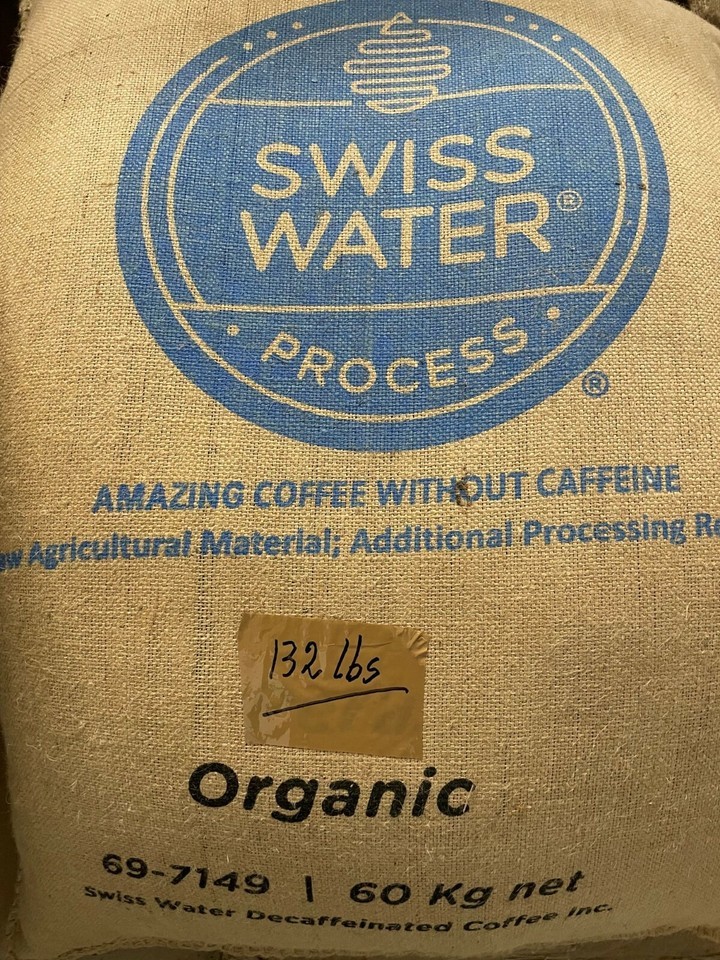 SWISS
WATER®
PROCESS
®
AMAZING COFFEE WITHOUT CAFFEINE
Agricultural Material; Additional Processing
132 lbs
Organic
69-7149 | 60 Kg net
Swiss Water Decaffeinated Coffee Inc.